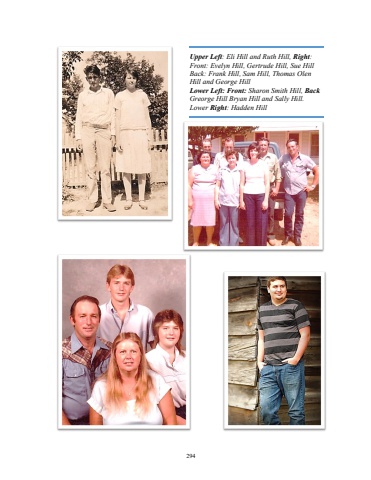 Upper Left: Eli Hill and Ruth Hill, Right:
Front: Evelyn Hill, Gertrude Hill, Sue Hill
Back: Frank Hill, Sam Hill, Thomas Olen
Hill and George Hill
Lower Left: Front: Sharon Smith Hill, Back
Greorge Hill Bryan Hill and Sally Hill.
Lower Right: Hadden Hill
294